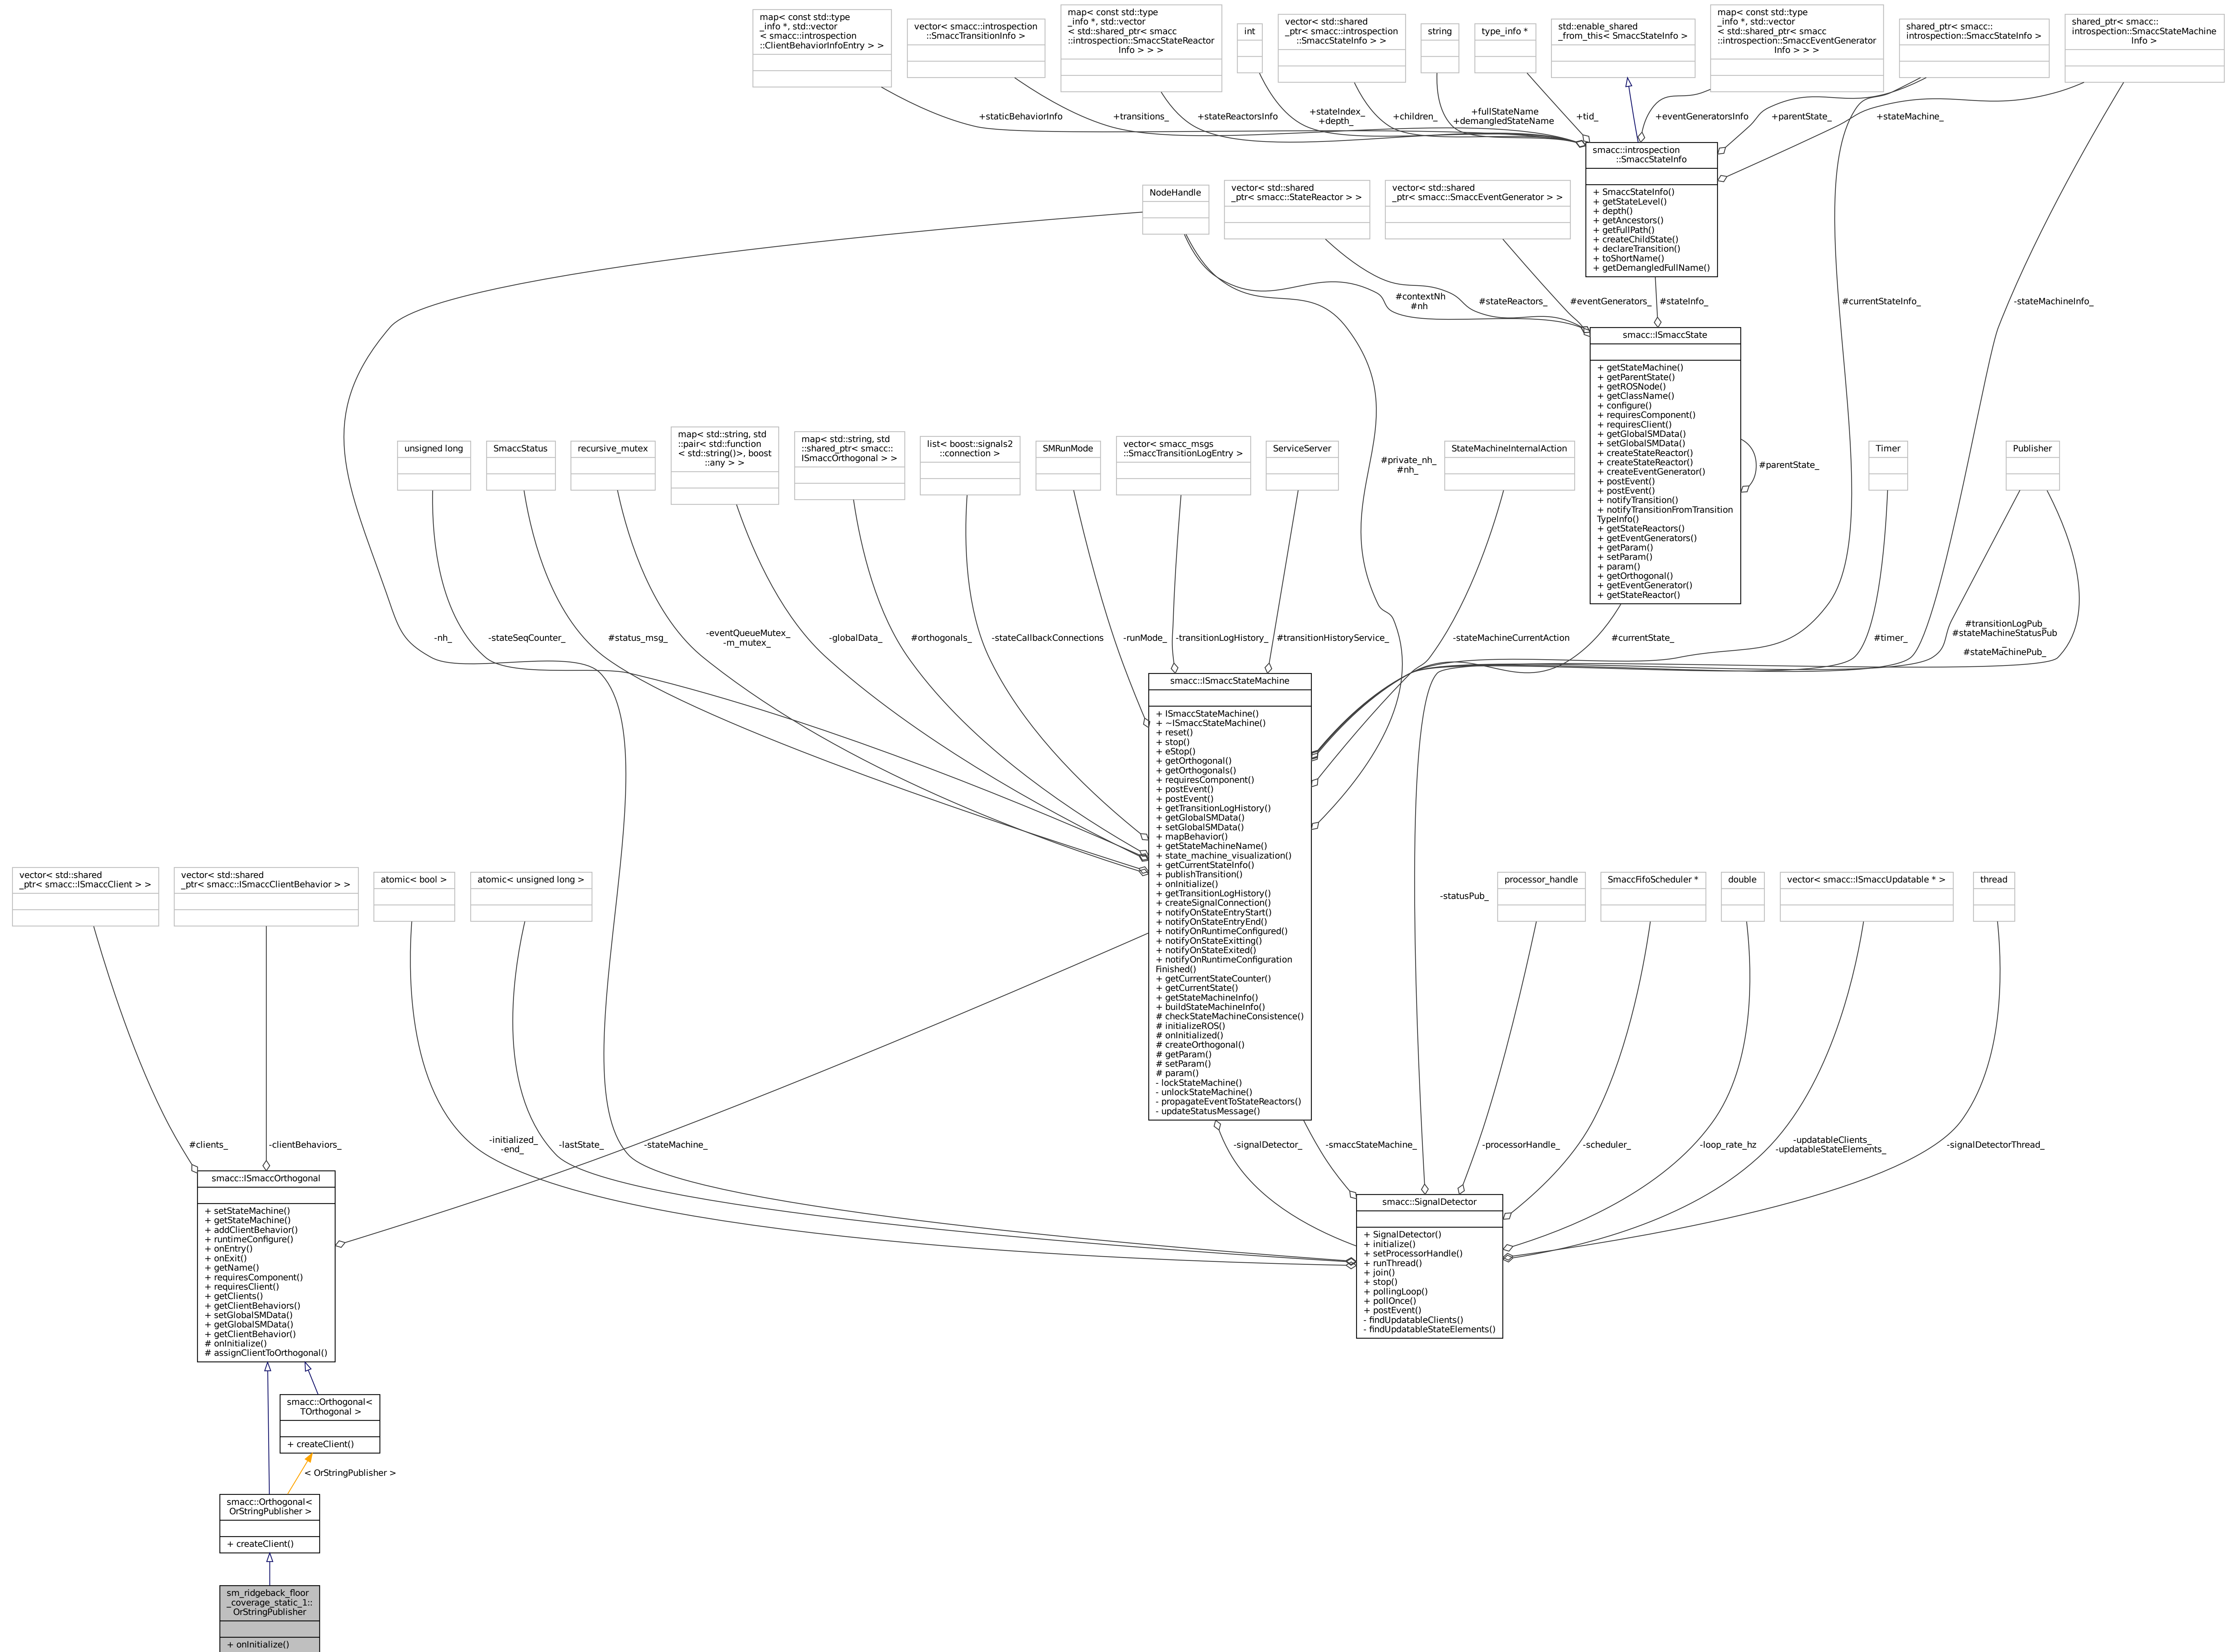 map< const std::type
_info *, std::vector
< smacc::introspection
::ClientBehaviorInfoEntry > >
vector< smacc::introspection
::SmaccTransitionInfo >
map< const std::type
_info *, std::vector
< std::shared_ptr< smacc
::introspection::SmaccStateReactor
Info > > >
int
vector< std::shared
_ptr< smacc::introspection
::SmaccStateInfo > >
string
type_info *
std::enable_shared
_from_this< SmaccStateInfo >
map< const std::type
_info *, std::vector
< std::shared_ptr< smacc
::introspection::SmaccEventGenerator
Info > > >
shared_ptr< smacc::
introspection::SmaccStateInfo >
shared_ptr< smacc::
introspection::SmaccStateMachine
Info >
+staticBehaviorInfo
+transitions_
+stateReactorsInfo
+stateIndex_
+depth_
+children_
+fullStateName
+demangledStateName
+tid_
+eventGeneratorsInfo
+parentState_
+stateMachine_
smacc::introspection
::SmaccStateInfo
+ SmaccStateInfo()
+ getStateLevel()
+ depth()
+ getAncestors()
+ getFullPath()
+ createChildState()
+ declareTransition()
+ toShortName()
+ getDemangledFullName()
NodeHandle
vector< std::shared
_ptr< smacc::StateReactor > >
vector< std::shared
_ptr< smacc::SmaccEventGenerator > >
#contextNh
#nh
#stateReactors_
#eventGenerators_
#stateInfo_
#currentStateInfo_
-stateMachineInfo_
smacc::ISmaccState
+ getStateMachine()
+ getParentState()
+ getROSNode()
+ getClassName()
+ configure()
+ requiresComponent()
+ requiresClient()
+ getGlobalSMData()
+ setGlobalSMData()
+ createStateReactor()
+ createStateReactor()
+ createEventGenerator()
+ postEvent()
+ postEvent()
+ notifyTransition()
+ notifyTransitionFromTransition
TypeInfo()
+ getStateReactors()
+ getEventGenerators()
+ getParam()
+ setParam()
+ param()
+ getOrthogonal()
+ getEventGenerator()
+ getStateReactor()
#parentState_
unsigned long
SmaccStatus
recursive_mutex
map< std::string, std
::pair< std::function
< std::string()>, boost
::any > >
map< std::string, std
::shared_ptr< smacc::
ISmaccOrthogonal > >
list< boost::signals2
::connection >
SMRunMode
vector< smacc_msgs
::SmaccTransitionLogEntry >
ServiceServer
#private_nh_
#nh_
StateMachineInternalAction
Timer
Publisher
-nh_
-stateSeqCounter_
#status_msg_
-eventQueueMutex_
-m_mutex_
-globalData_
#orthogonals_
-stateCallbackConnections
-runMode_
-transitionLogHistory_
#transitionHistoryService_
-stateMachineCurrentAction
#currentState_
#timer_
#transitionLogPub_
#stateMachineStatusPub
_
#stateMachinePub_
smacc::ISmaccStateMachine
+ ISmaccStateMachine()
+ ~ISmaccStateMachine()
+ reset()
+ stop()
+ eStop()
+ getOrthogonal()
+ getOrthogonals()
+ requiresComponent()
+ postEvent()
+ postEvent()
+ getTransitionLogHistory()
+ getGlobalSMData()
+ setGlobalSMData()
+ mapBehavior()
+ getStateMachineName()
+ state_machine_visualization()
+ getCurrentStateInfo()
+ publishTransition()
+ onInitialize()
+ getTransitionLogHistory()
+ createSignalConnection()
+ notifyOnStateEntryStart()
+ notifyOnStateEntryEnd()
+ notifyOnRuntimeConfigured()
+ notifyOnStateExitting()
+ notifyOnStateExited()
+ notifyOnRuntimeConfiguration
Finished()
+ getCurrentStateCounter()
+ getCurrentState()
+ getStateMachineInfo()
+ buildStateMachineInfo()
# checkStateMachineConsistence()
# initializeROS()
# onInitialized()
# createOrthogonal()
# getParam()
# setParam()
# param()
- lockStateMachine()
- unlockStateMachine()
- propagateEventToStateReactors()
- updateStatusMessage()
vector< std::shared
_ptr< smacc::ISmaccClient > >
vector< std::shared
_ptr< smacc::ISmaccClientBehavior > >
atomic< bool >
atomic< unsigned long >
-statusPub_
processor_handle
SmaccFifoScheduler *
double
vector< smacc::ISmaccUpdatable * >
thread
#clients_
-clientBehaviors_
-initialized_
-end_
-lastState_
-stateMachine_
-signalDetector_
-smaccStateMachine_
-processorHandle_
-scheduler_
-loop_rate_hz
-updatableClients_
-updatableStateElements_
-signalDetectorThread_
smacc::ISmaccOrthogonal
+ setStateMachine()
+ getStateMachine()
+ addClientBehavior()
+ runtimeConfigure()
+ onEntry()
+ onExit()
+ getName()
+ requiresComponent()
+ requiresClient()
+ getClients()
+ getClientBehaviors()
+ setGlobalSMData()
+ getGlobalSMData()
+ getClientBehavior()
# onInitialize()
# assignClientToOrthogonal()
smacc::SignalDetector
+ SignalDetector()
+ initialize()
+ setProcessorHandle()
+ runThread()
+ join()
+ stop()
+ pollingLoop()
+ pollOnce()
+ postEvent()
- findUpdatableClients()
- findUpdatableStateElements()
smacc::Orthogonal<
TOrthogonal >
+ createClient()
< OrStringPublisher >
smacc::Orthogonal<
OrStringPublisher >
+ createClient()
sm_ridgeback_floor
_coverage_static_1::
OrStringPublisher
+ onInitialize()